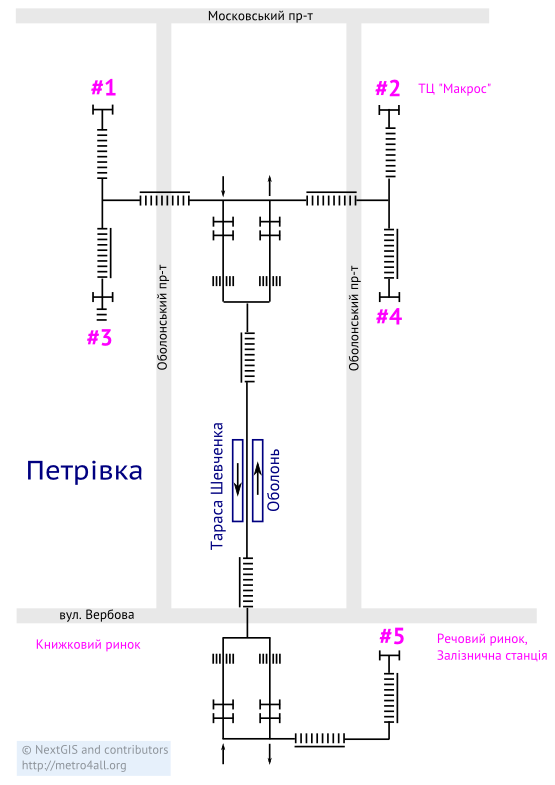 Московський пр-т
#1
#2
ТЦ "Макрос"
Оболонський пр-т
Оболонський пр-т
#3
#4
Петрівка
Тараса Шевченка
Оболонь
вул. Вербова
Книжковий ринок
#5
Речовий ринок,
Залізнична станція
© NextGIS and contributors
http://metro4all.org